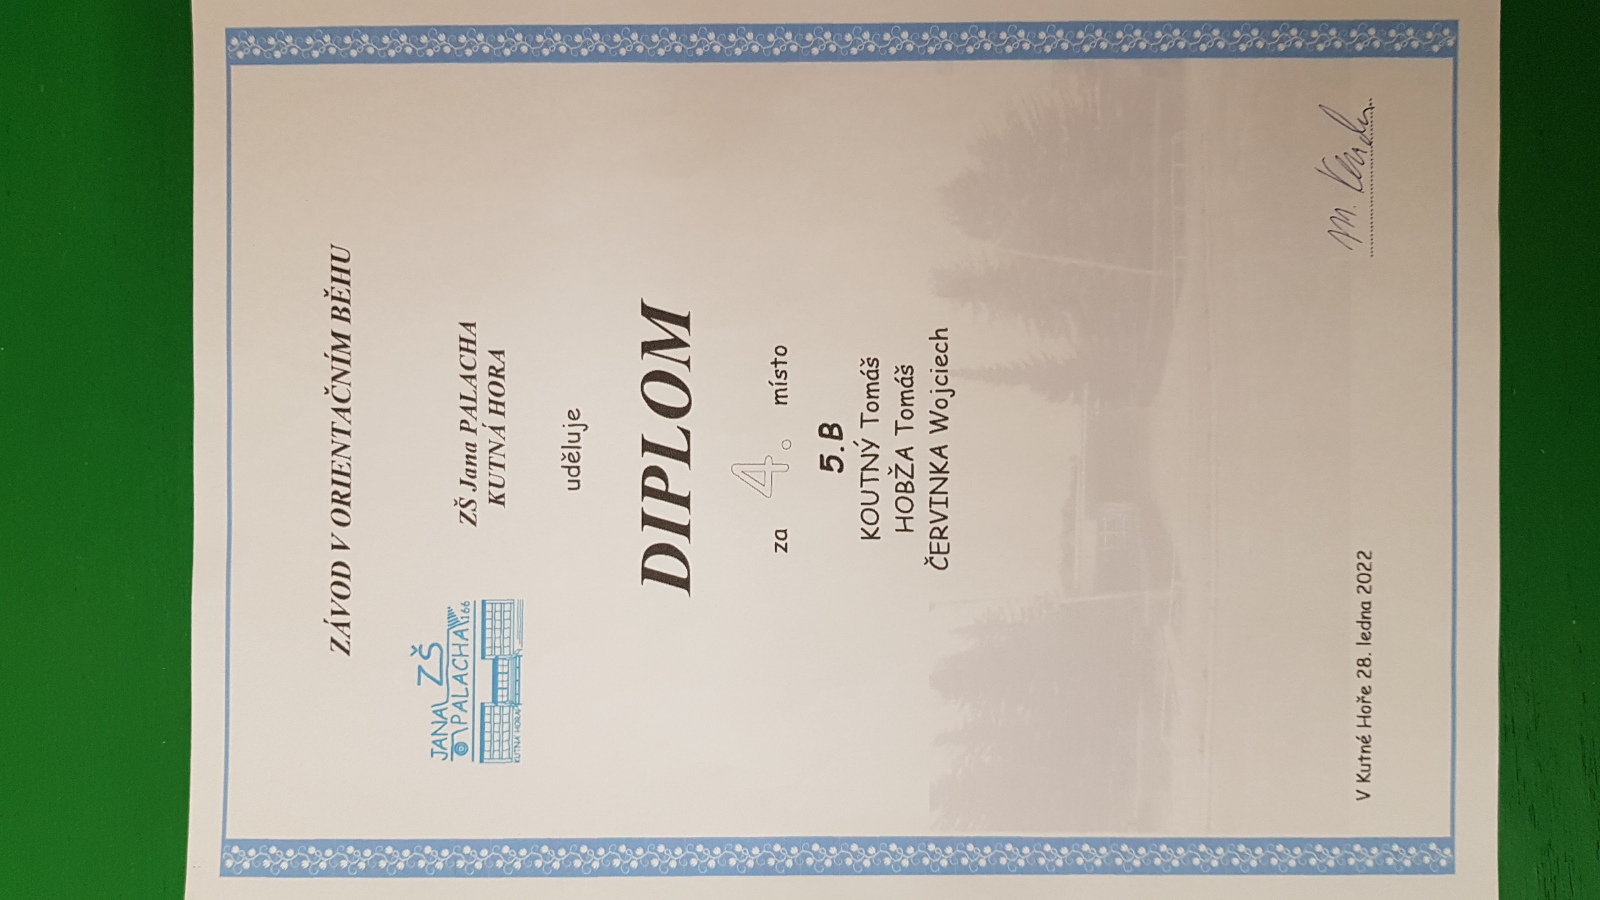 ZÁVOD V ORIENTAČNÍM BĚHU
JANA ZŠ
PALACHA 166
KUTNÁ HORA
ZŠ Jana PALACHA
KUTNÁ HORA
uděluje
DIPLOM
za 4. místo
5.B
KOUTNÝ Tomáš
HOBŽA Tomáš
ČERVINKA Wojciech
V Kutné Hoře 28. ledna 2022